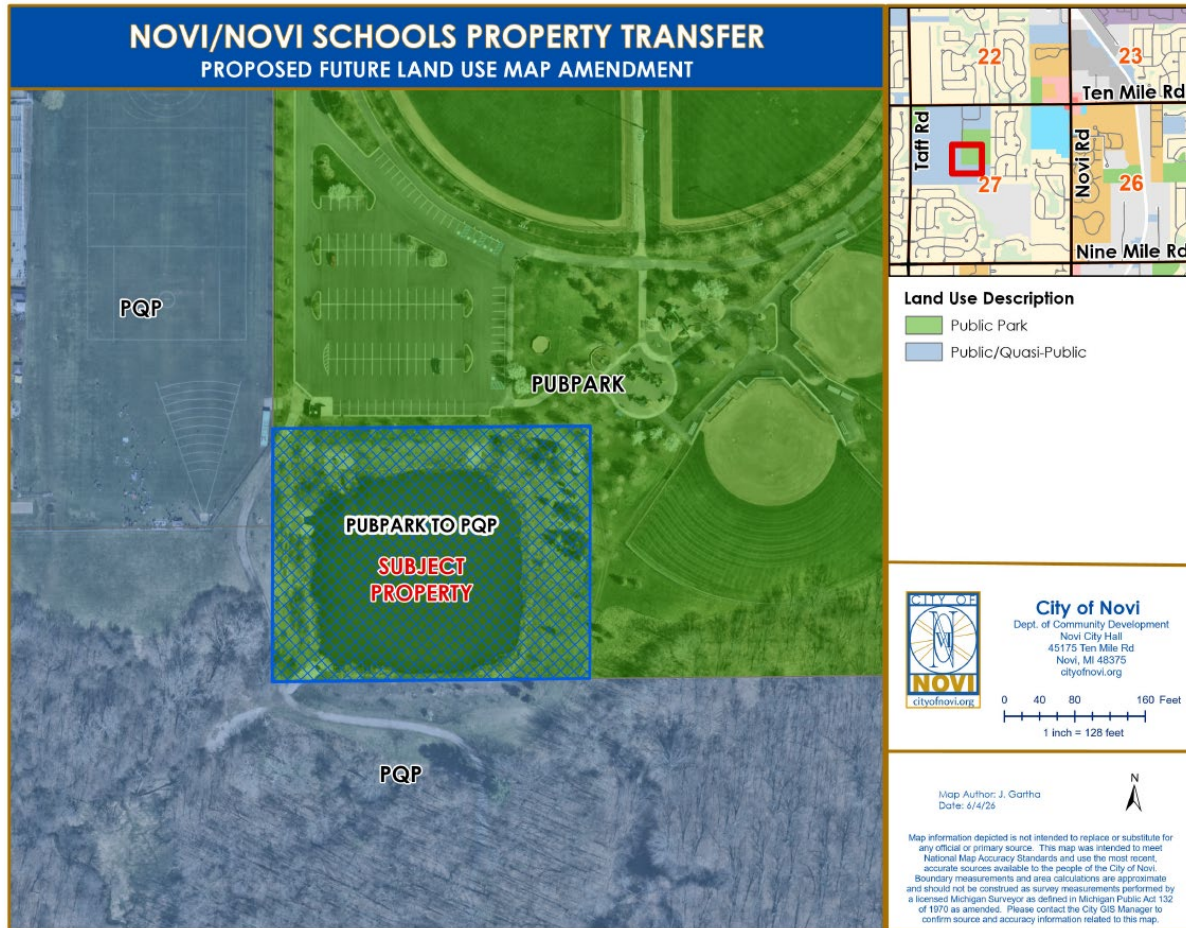 NOVI/NOVI SCHOOLS PROPERTY TRANSFER
PROPOSED FUTURE LAND USE MAP AMENDMENT
PQP
PUBPARK
PUBPARK TO PQP
SUBJECT
PROPERTY
PQP
22
23
Ten Mile Rd
Taft Rd
Novi Rd
27
26
Nine Mile Rd
Land Use Description
Public Park
Public/Quasi-Public
CITY OF
NOVI
cityofnovi.org
City of Novi
Dept. of Community Development
Novi City Hall
45175 Ten Mile Rd
Novi, MI 48375
cityofnovi.org
0 40 80 160 Feet
1 inch = 128 feet
Map Author: J. Gartha
Date: 6/4/26
N
Map information depicted is not intended to replace or substitute for
any official or primary source. This map was intended to meet
National Map Accuracy Standards and use the most recent,
accurate sources available to the people of the City of Novi.
Boundary measurements and area calculations are approximate
and should not be construed as survey measurements performed by
a licensed Michigan Surveyor as defined in Michigan Public Act 132
of 1970 as amended. Please contact the City GIS Manager to
confirm source and accuracy information related to this map.